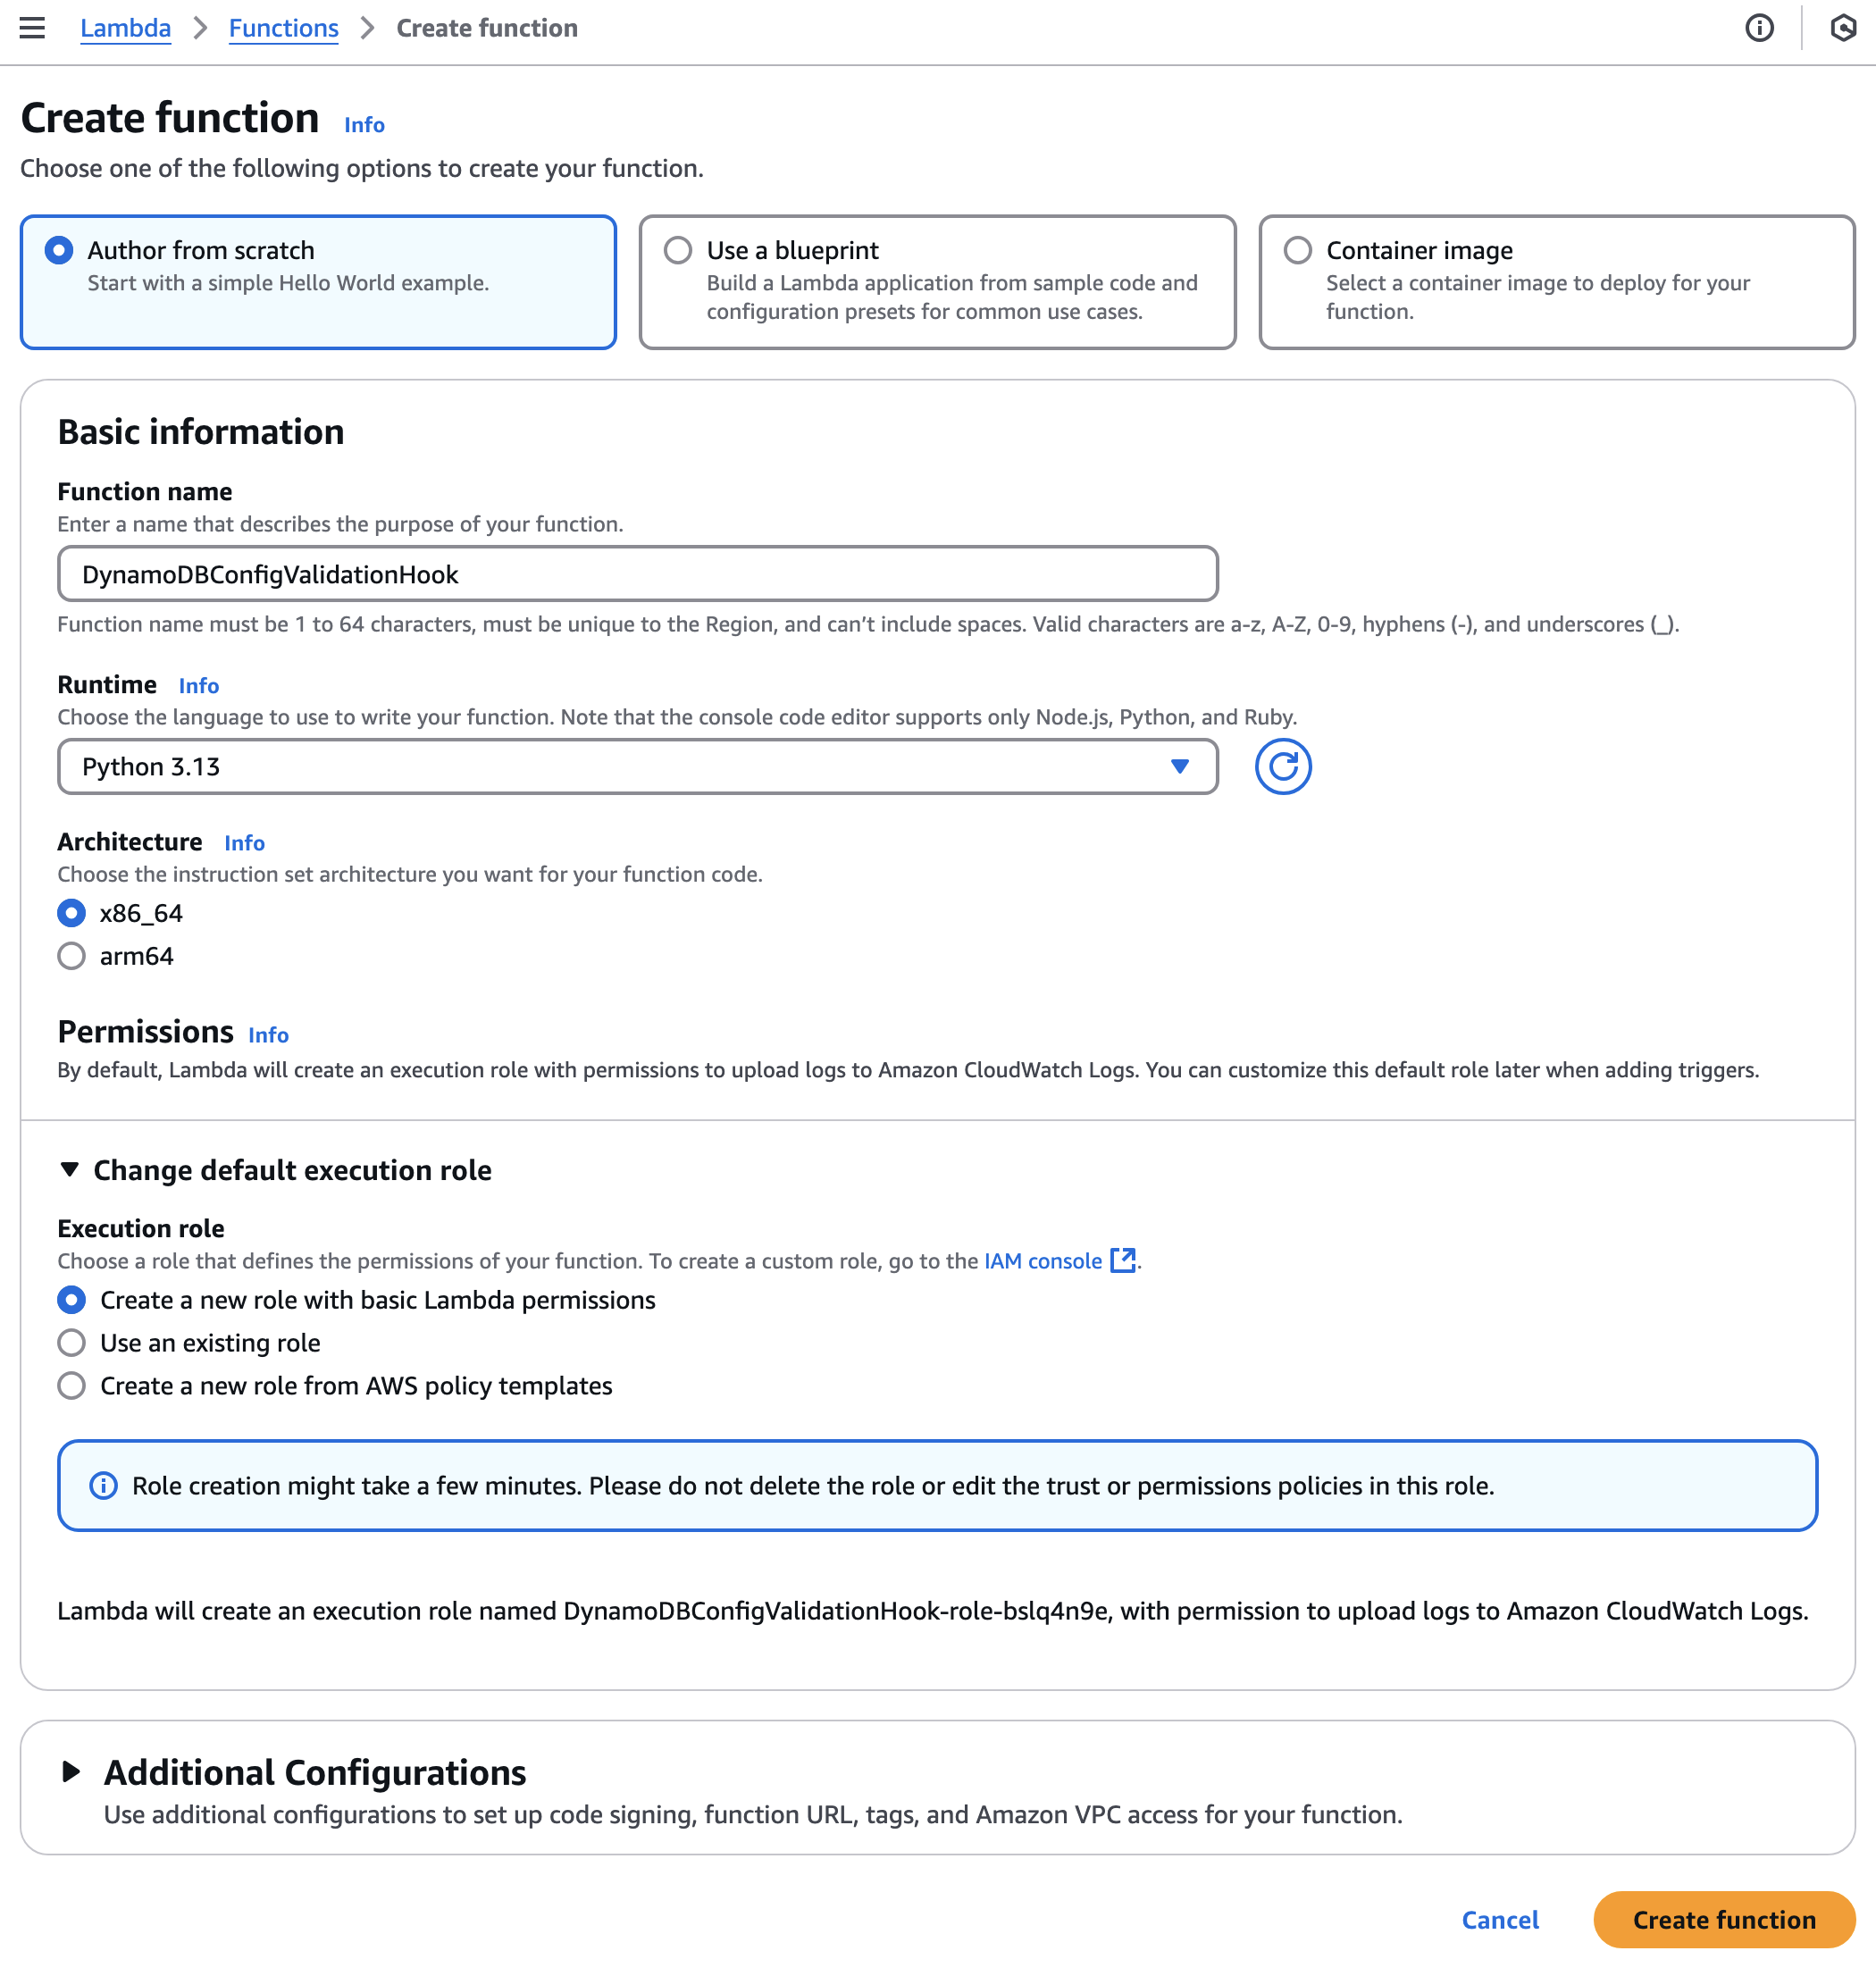 Lambda > Functions > Create function
Create function Info
Choose one of the following options to create your function.
Author from scratch
Start with a simple Hello World example.
Use a blueprint
Build a Lambda application from sample code and
configuration presets for common use cases.
Container image
Select a container image to deploy for your
function.
Basic information
Function name
Enter a name that describes the purpose of your function.
DynamoDBConfigValidationHook
Function name must be 1 to 64 characters, must be unique to the Region, and can’t include spaces. Valid characters are a-z, A-Z, 0-9, hyphens (-), and underscores (_).
Runtime Info
Choose the language to use to write your function. Note that the console code editor supports only Node.js, Python, and Ruby.
Python 3.13
Architecture Info
Choose the instruction set architecture you want for your function code.
x86_64
arm64
Permissions Info
By default, Lambda will create an execution role with permissions to upload logs to Amazon CloudWatch Logs. You can customize this default role later when adding triggers.
Change default execution role
Execution role
Choose a role that defines the permissions of your function. To create a custom role, go to the IAM console.
Create a new role with basic Lambda permissions
Use an existing role
Create a new role from AWS policy templates
Role creation might take a few minutes. Please do not delete the role or edit the trust or permissions policies in this role.
Lambda will create an execution role named DynamoDBConfigValidationHook-role-bslq4n9e, with permission to upload logs to Amazon CloudWatch Logs.
Additional Configurations
Use additional configurations to set up code signing, function URL, tags, and Amazon VPC access for your function.
Cancel
Create function